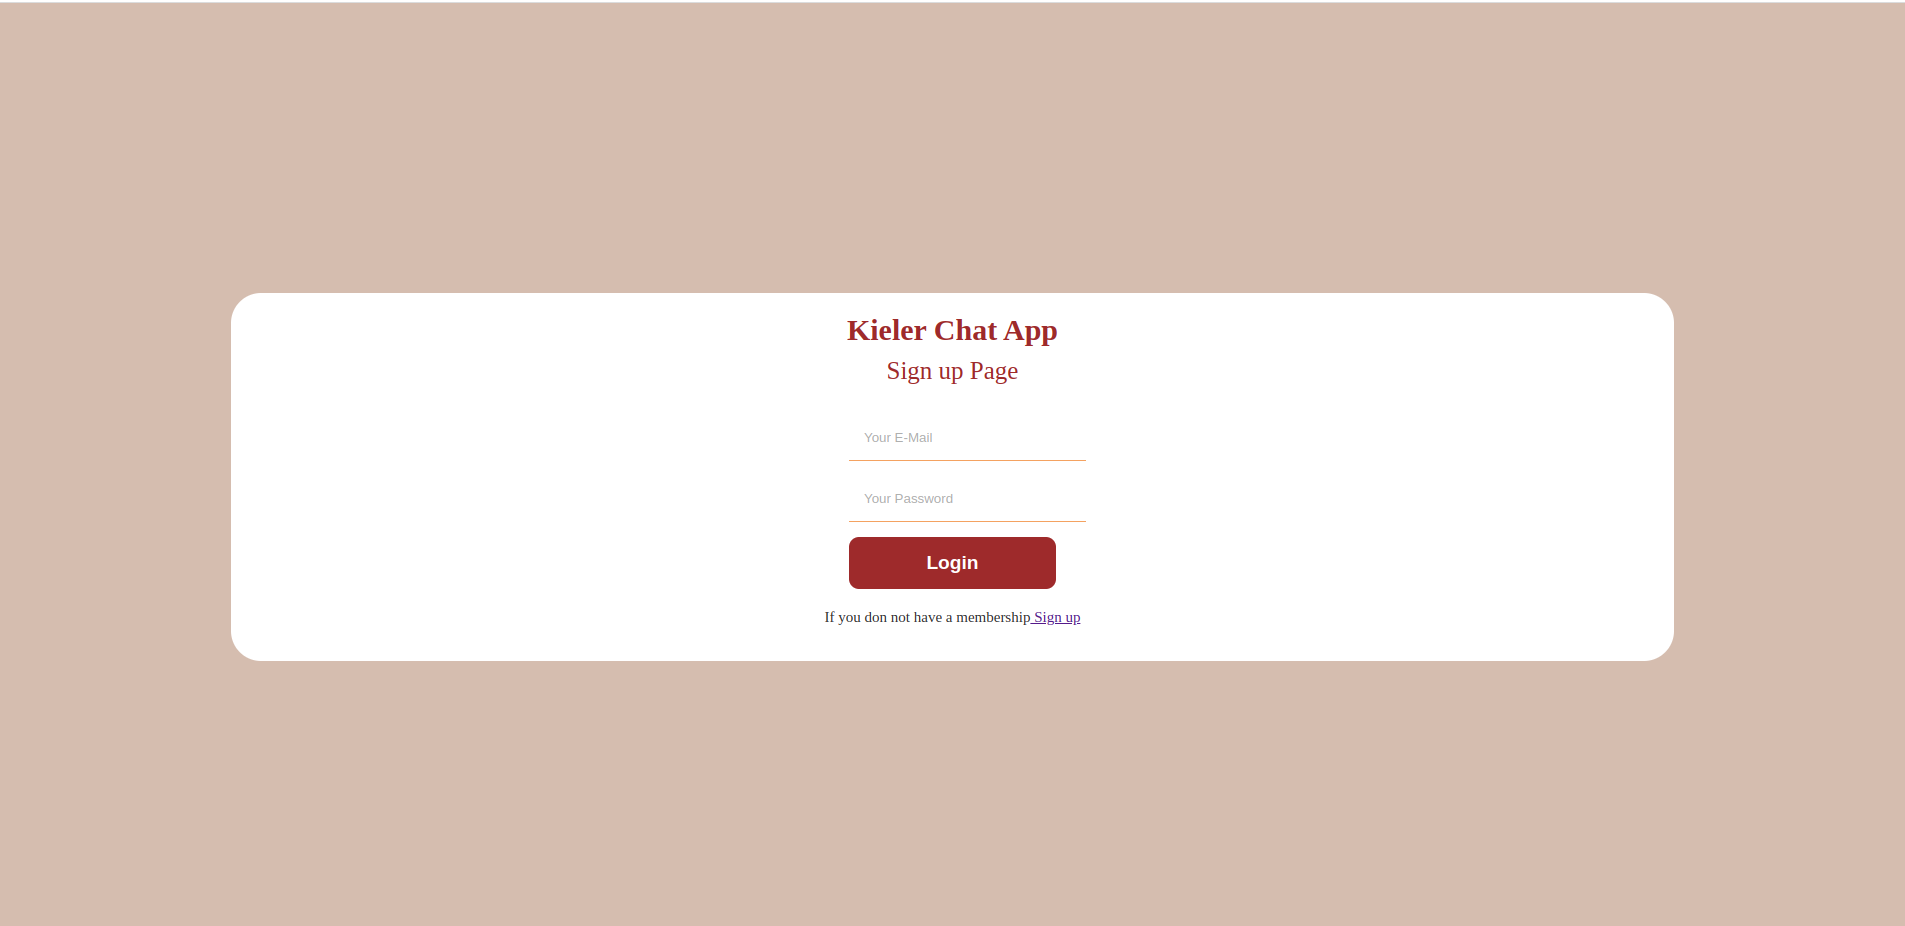 Kieler Chat App
Sign up Page
Your E-Mail
Your Password
Login
If you don not have a membership Sign up